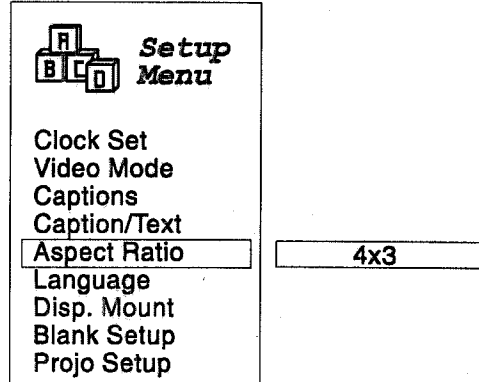 A
B C D
Setup
Menu
Clock Set
Video Mode
Captions
Caption/Text
Aspect Ratio
4x3
Language
Disp. Mount
Blank Setup
Projo Setup